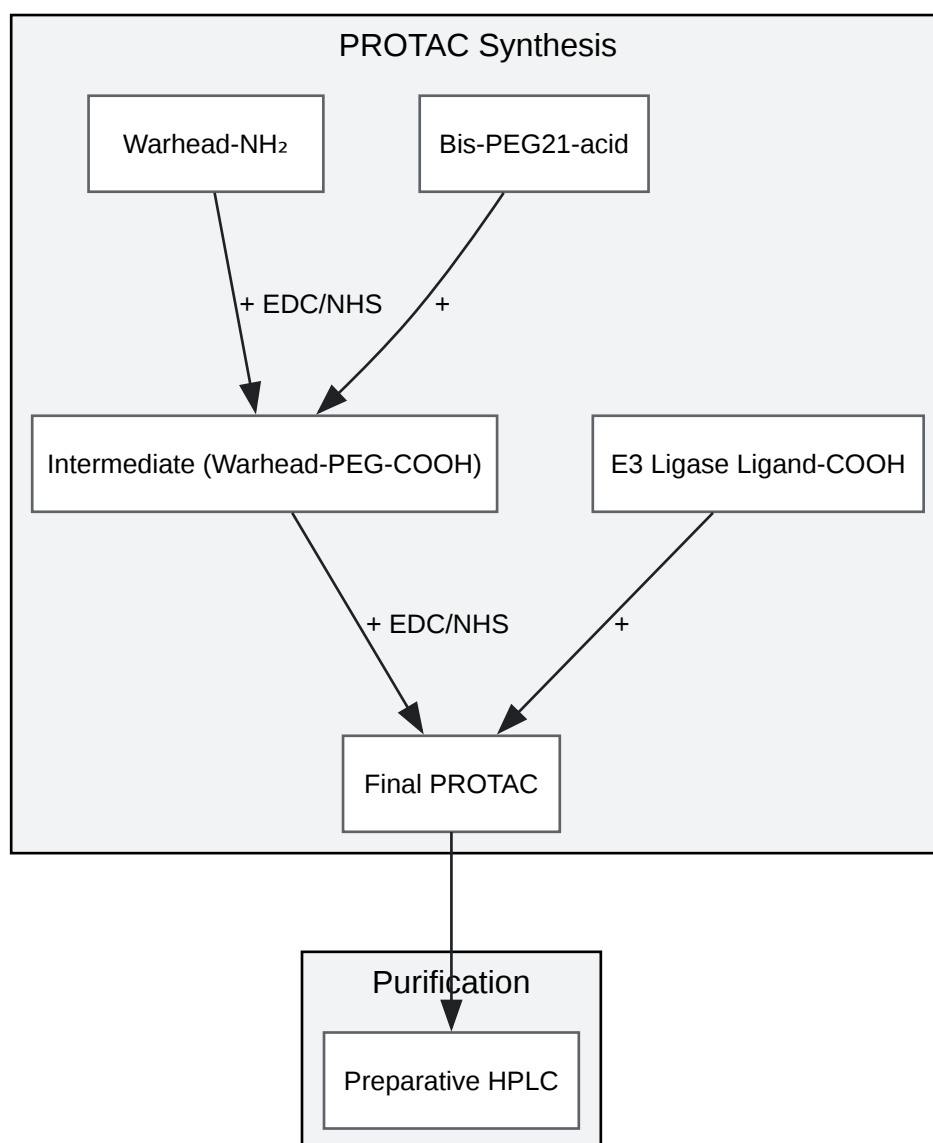 PROTAC Synthesis
Warhead-NH₂
Bis-PEG21-acid
+ EDC/NHS
+
Intermediate (Warhead-PEG-COOH)
E3 Ligase Ligand-COOH
+ EDC/NHS
+
Final PROTAC
Purification
Preparative HPLC